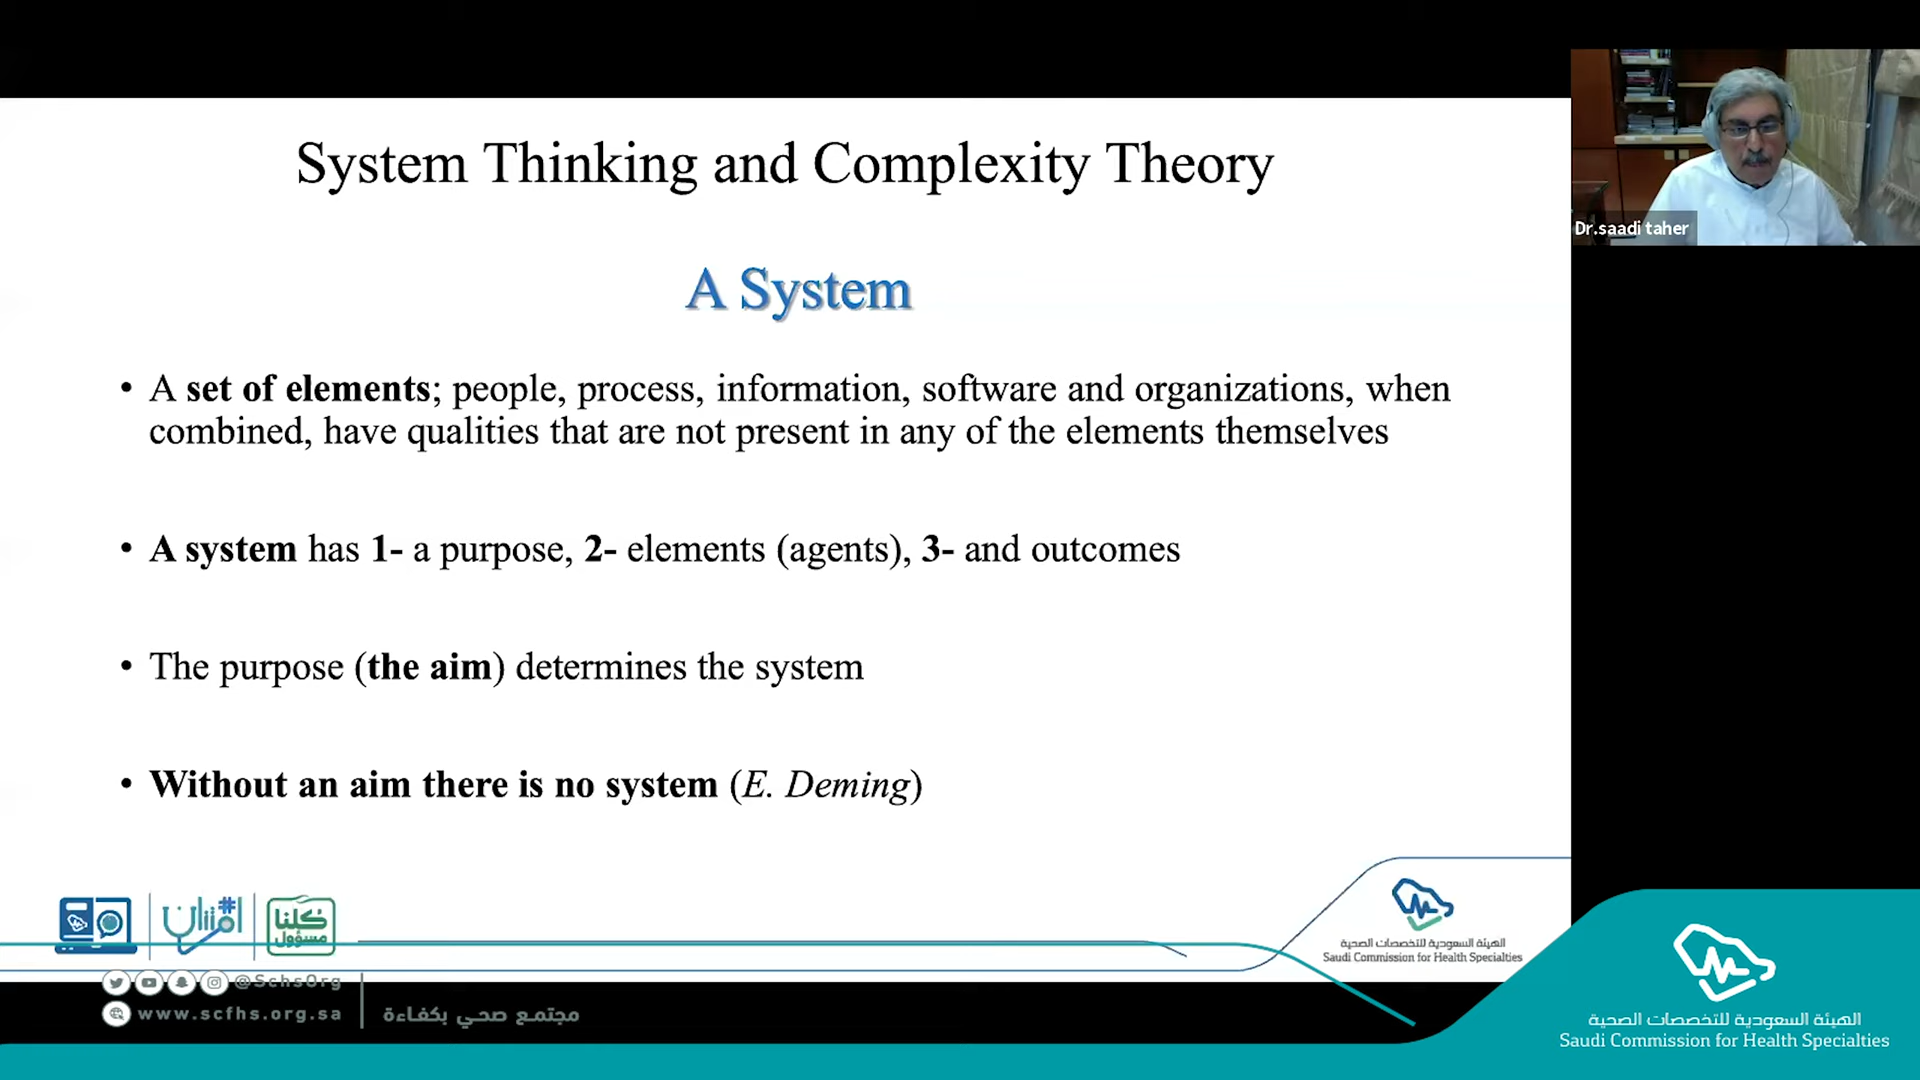 System Thinking and Complexity Theory
Dr.saadi taher
A System
• A set of elements; people, process, information, software and organizations, when
combined, have qualities that are not present in any of the elements themselves
• A system has 1- a purpose, 2- elements (agents), 3- and outcomes
• The purpose (the aim) determines the system
• Without an aim there is no system (E. Deming)
كلنا
مسؤول
الهيئة السعودية للتخصصات الصحية
Saudi Commission for Health Specialties
@SchsOrg
www.scfhs.org.sa
مجتمع صحي بكفاءة
الهيئة السعودية للتخصصات الصحية
Saudi Commission for Health Specialties